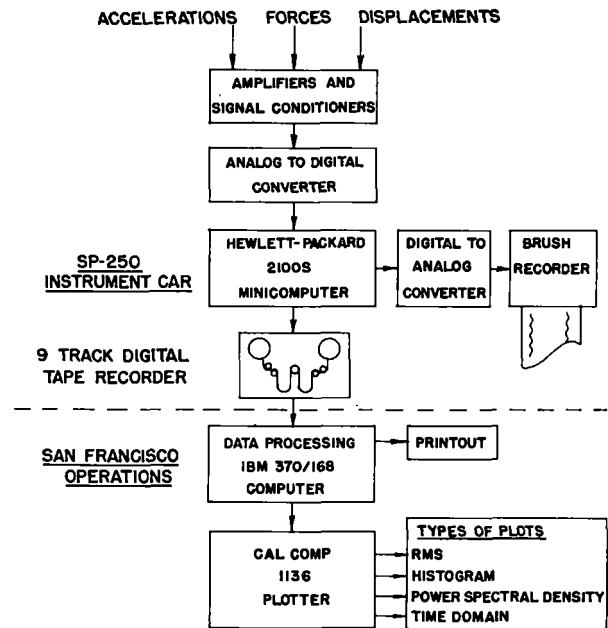 ACCELERATIONS FORCES DISPLACEMENTS
AMPLIFIERS AND
SIGNAL CONDITIONERS
ANALOG TO DIGITAL
CONVERTER
SP-250
INSTRUMENT CAR
HEWLETT-PACKARD
2100S
MINICOMPUTER
DIGITAL TO
ANALOG
CONVERTER
BRUSH
RECORDER
9 TRACK DIGITAL
TAPE RECORDER
SAN FRANCISCO
OPERATIONS
DATA PROCESSING
IBM 370/168
COMPUTER
PRINTOUT
CAL COMP
1136
PLOTTER
TYPES OF PLOTS
RMS
HISTOGRAM
POWER SPECTRAL DENSITY
TIME DOMAIN